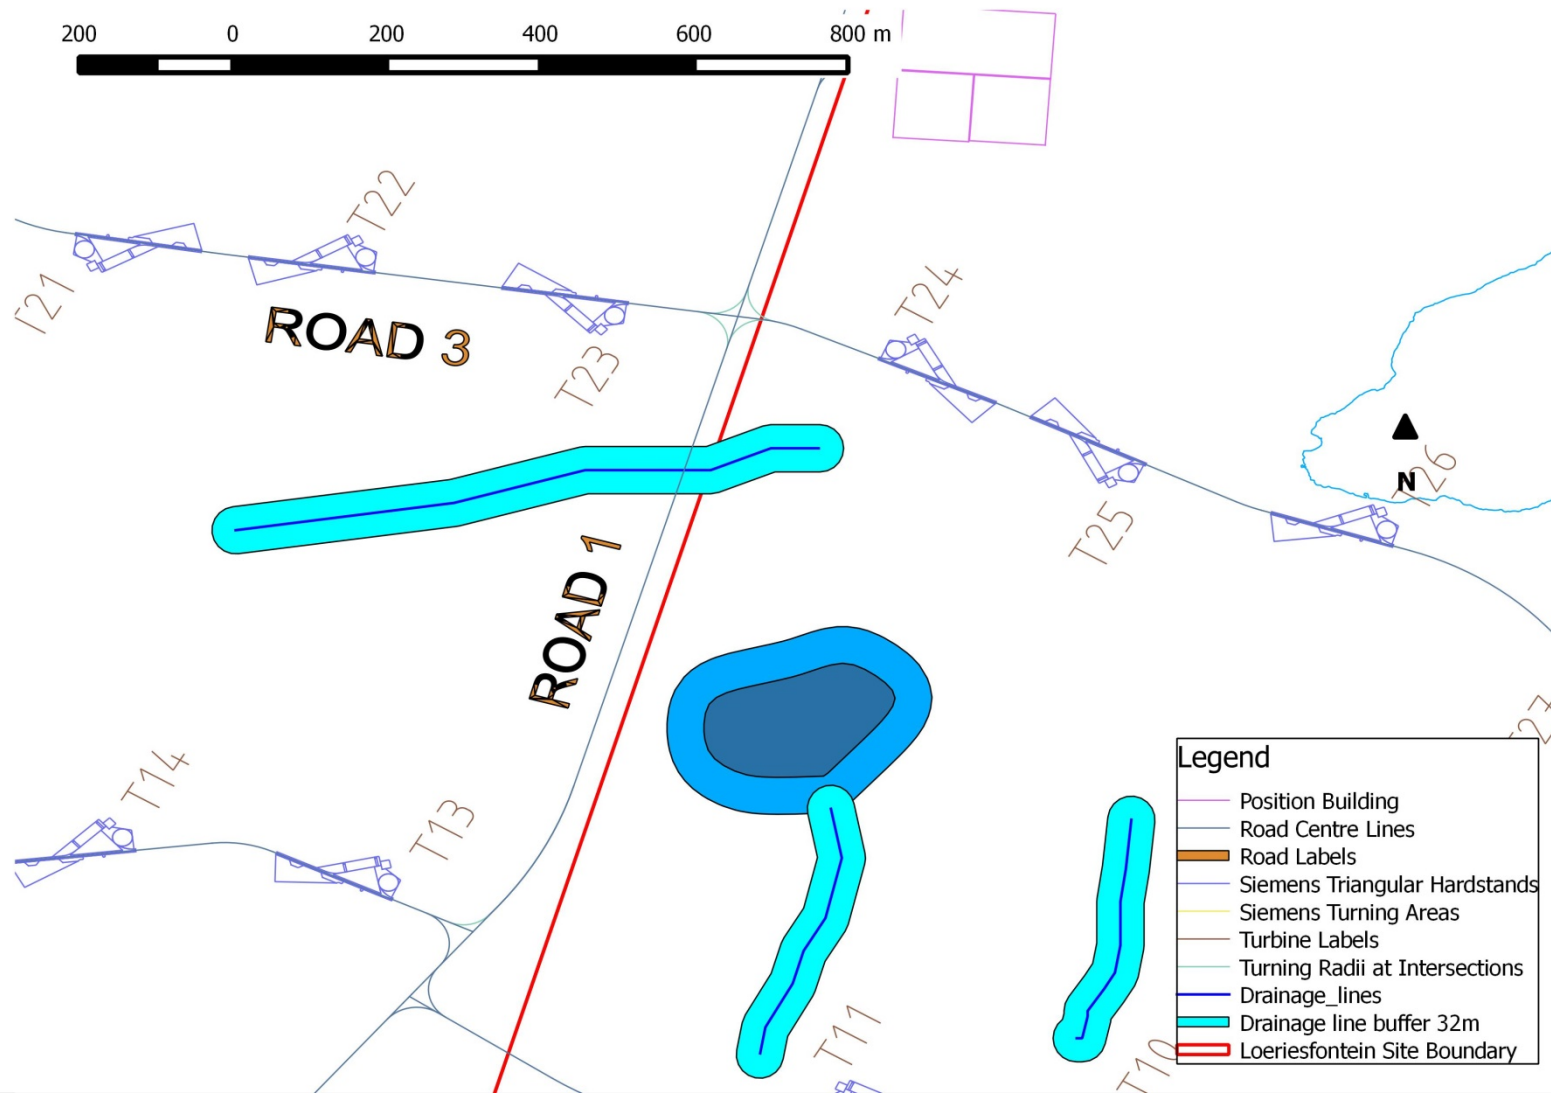 200 0 200 400 600 800 m
T22
T21
T24
ROAD 3
T23
T26
N
T25
ROAD 1
T27
T14
T13
T11
T10
Legend
Position Building
Road Centre Lines
Road Labels
Siemens Triangular Hardstands
Siemens Turning Areas
Turbine Labels
Turning Radii at Intersections
Drainage_lines
Drainage line buffer 32m
Loeriesfontein Site Boundary